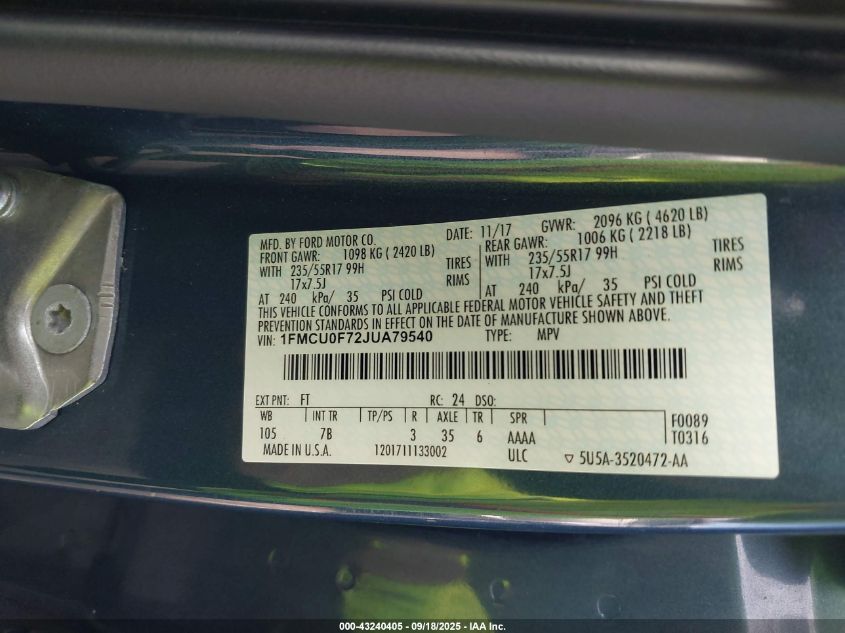 MFD. BY FORD MOTOR CO. DATE: 11/17 GVWR: 2096 KG ( 4620 LB)
FRONT GAWR: 1098 KG ( 2420 LB) REAR GAWR: 1006 KG ( 2218 LB)
WITH 235/55R17 99H TIRES WITH 235/55R17 99H TIRES
17x7.5J RIMS 17x7.5J RIMS
AT 240 kPa/ 35 PSI COLD AT 240 kPa/ 35 PSI COLD
THIS VEHICLE CONFORMS TO ALL APPLICABLE FEDERAL MOTOR VEHICLE SAFETY AND THEFT
PREVENTION STANDARDS IN EFFECT ON THE DATE OF MANUFACTURE SHOWN ABOVE.
VIN: 1FMCU0F72JUA79540 TYPE: MPV
EXT PNT: FT RC: 24 DSO:
WB INT TR TP/PS R AXLE TR SPR F0089
105 7B 3 35 6 AAAA T0316
MADE IN U.S.A. 1201711133002 ULC ▽ 5U5A-3520472-AA
000-43240405 - 09/18/2025 - IAA Inc.